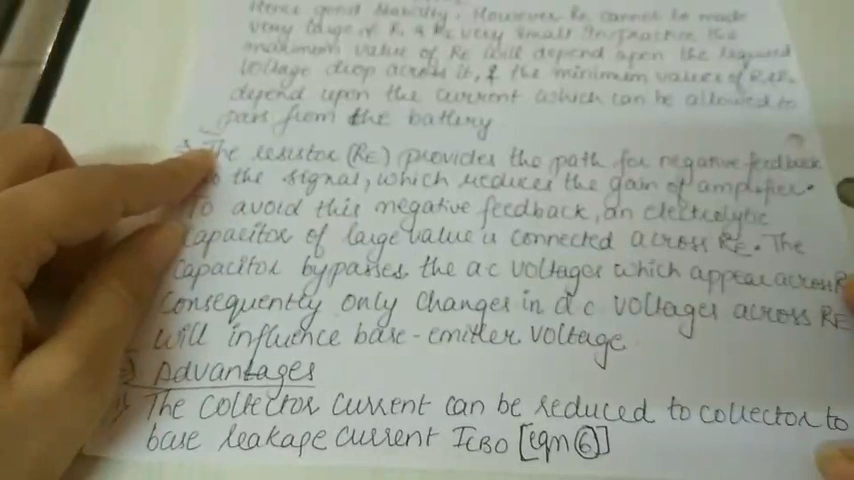 Hence good stability. However RE cannot be made
very large & R1 & R2 very small. In practice the
maximum value of RE will depend upon the required
voltage drop across it, & the minimum values of R1 & R2
depend upon the current which can be allowed to
pass from the battery
The resistor (RE) provides the path for negative feedback
to the signal, which reduces the gain of amplifier.
To avoid this negative feedback, an electrolytic
capacitor of large value is connected across RE. The
capacitor bypasses the ac voltages which appear across R
Consequently only changes in d.c voltages across RE
will influence base-emitter voltage
Advantages
The collector current can be reduced to collector to
base leakage current ICBO [eqn 6]